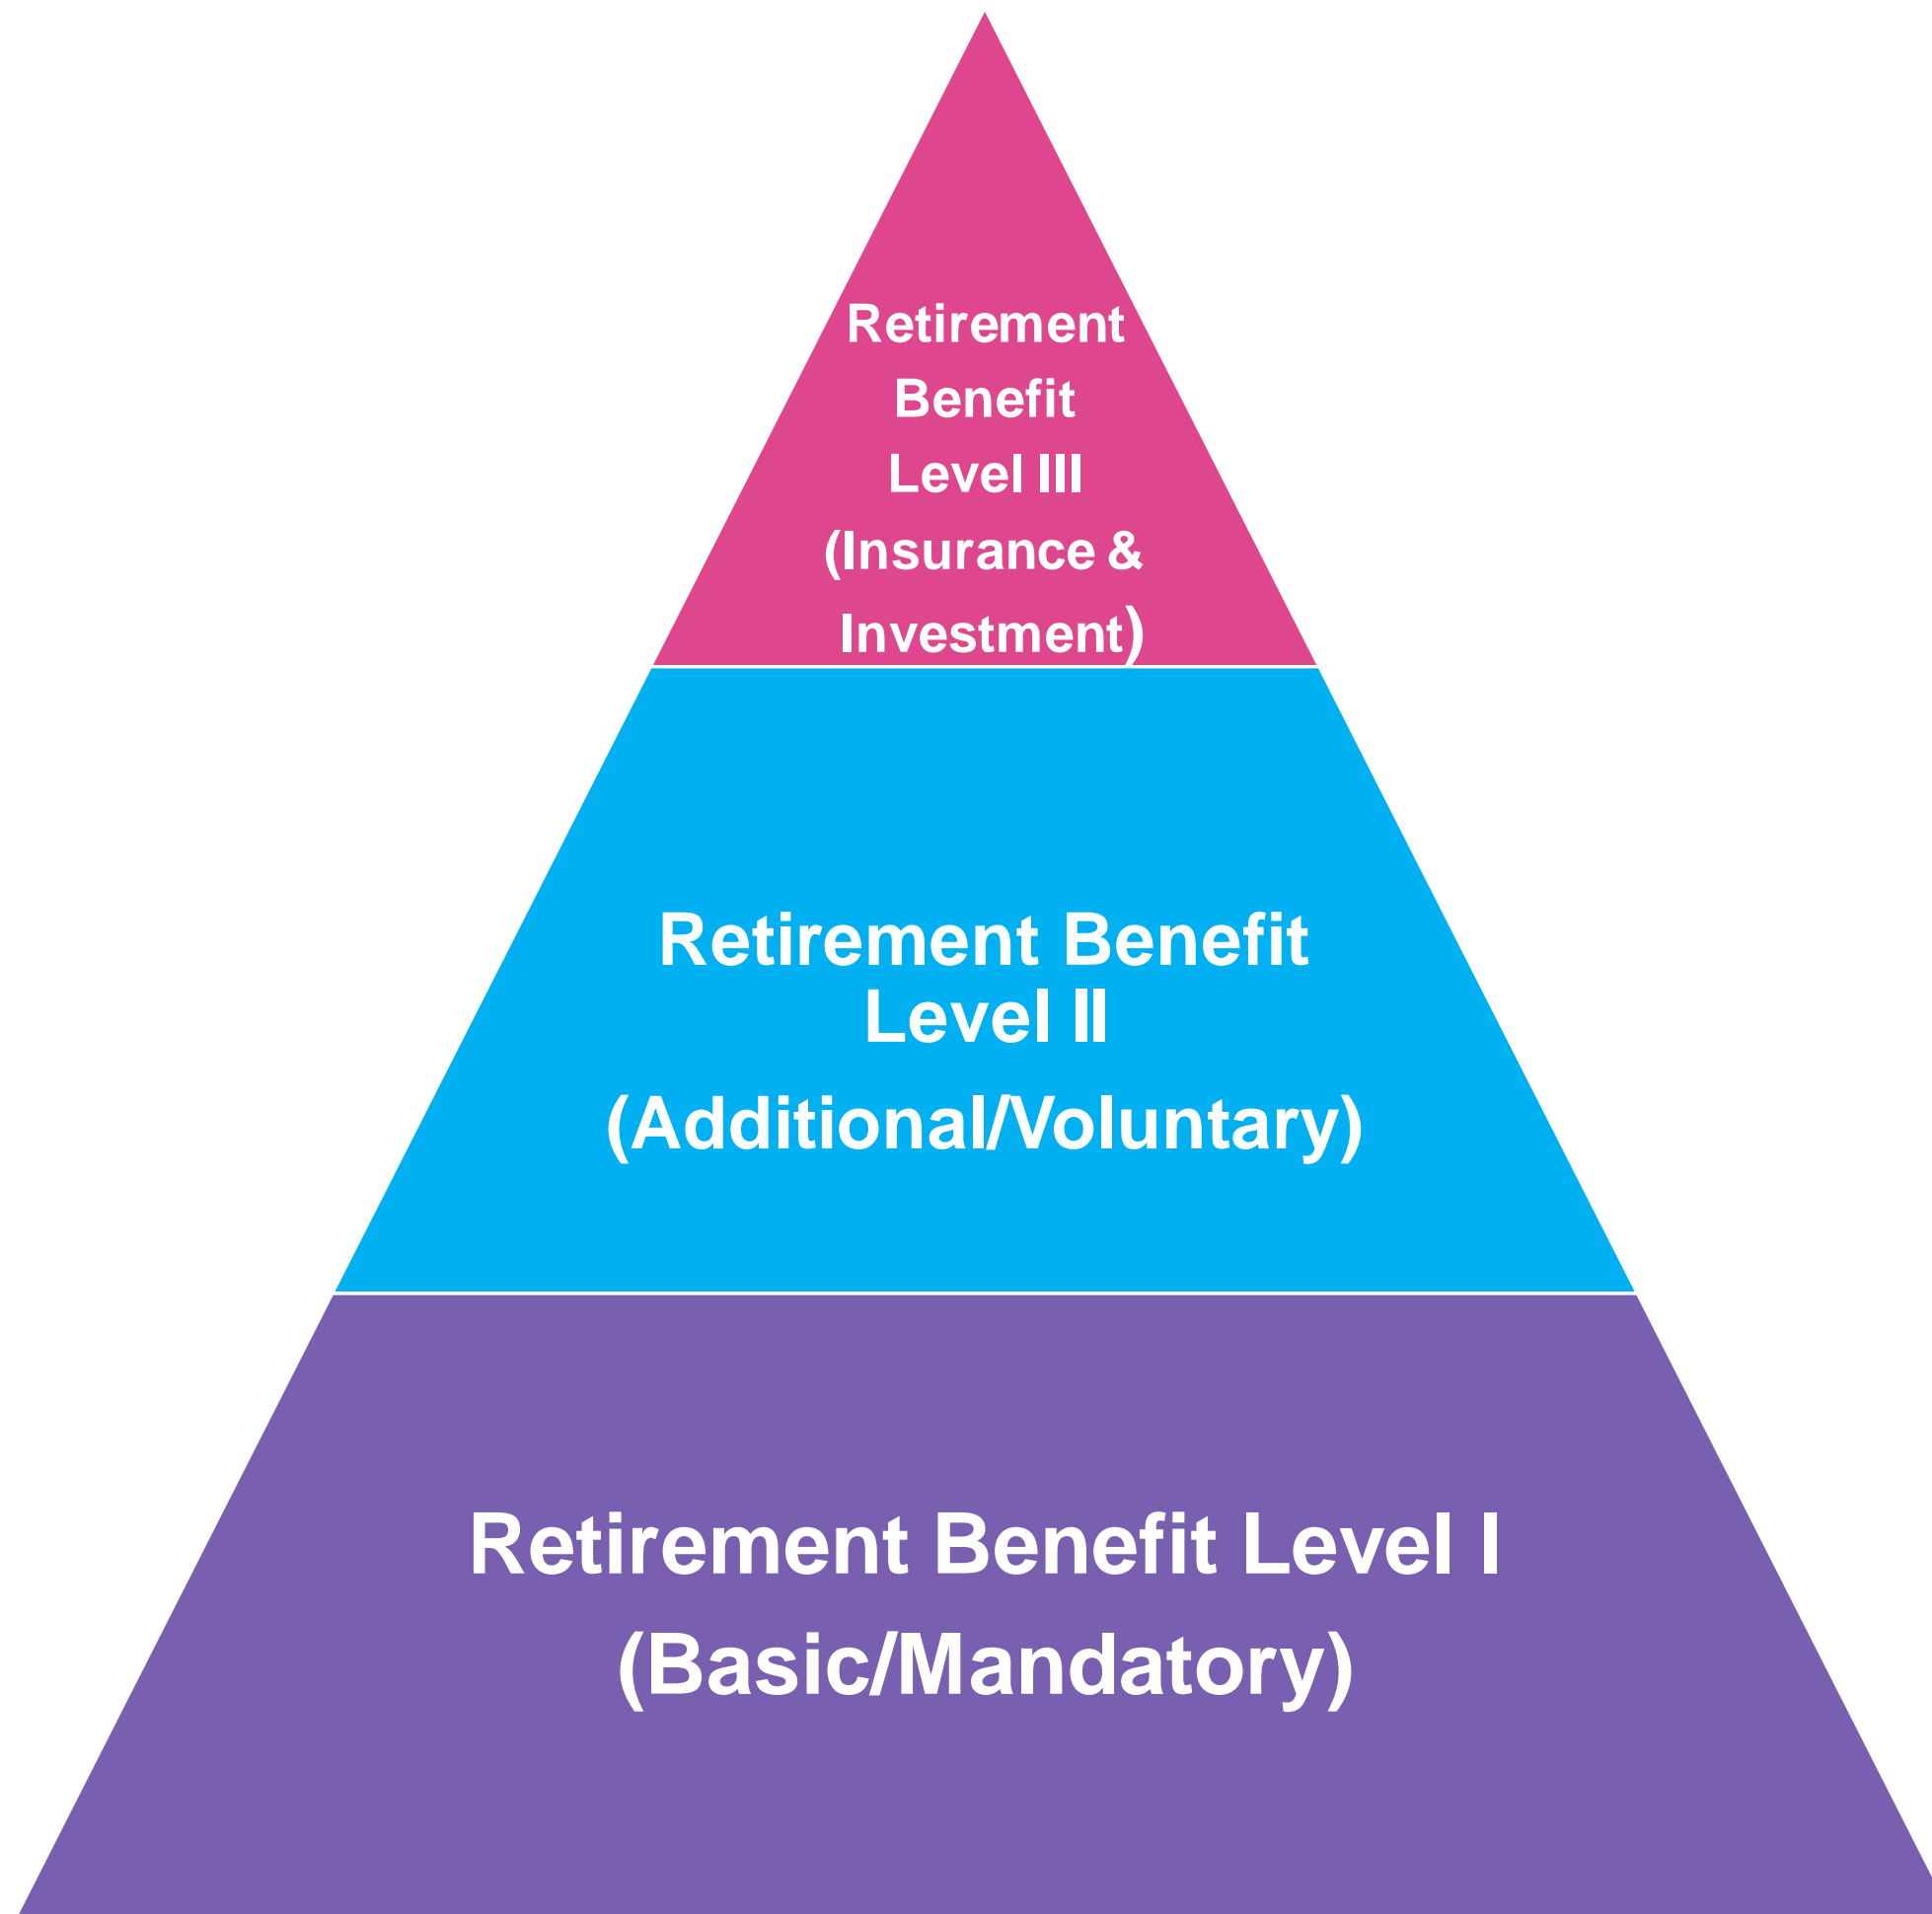 Retirement
Benefit
Level III
(Insurance &
Investment)
Retirement Benefit
Level II
(Additional/Voluntary)
Retirement Benefit Level I
(Basic/Mandatory)